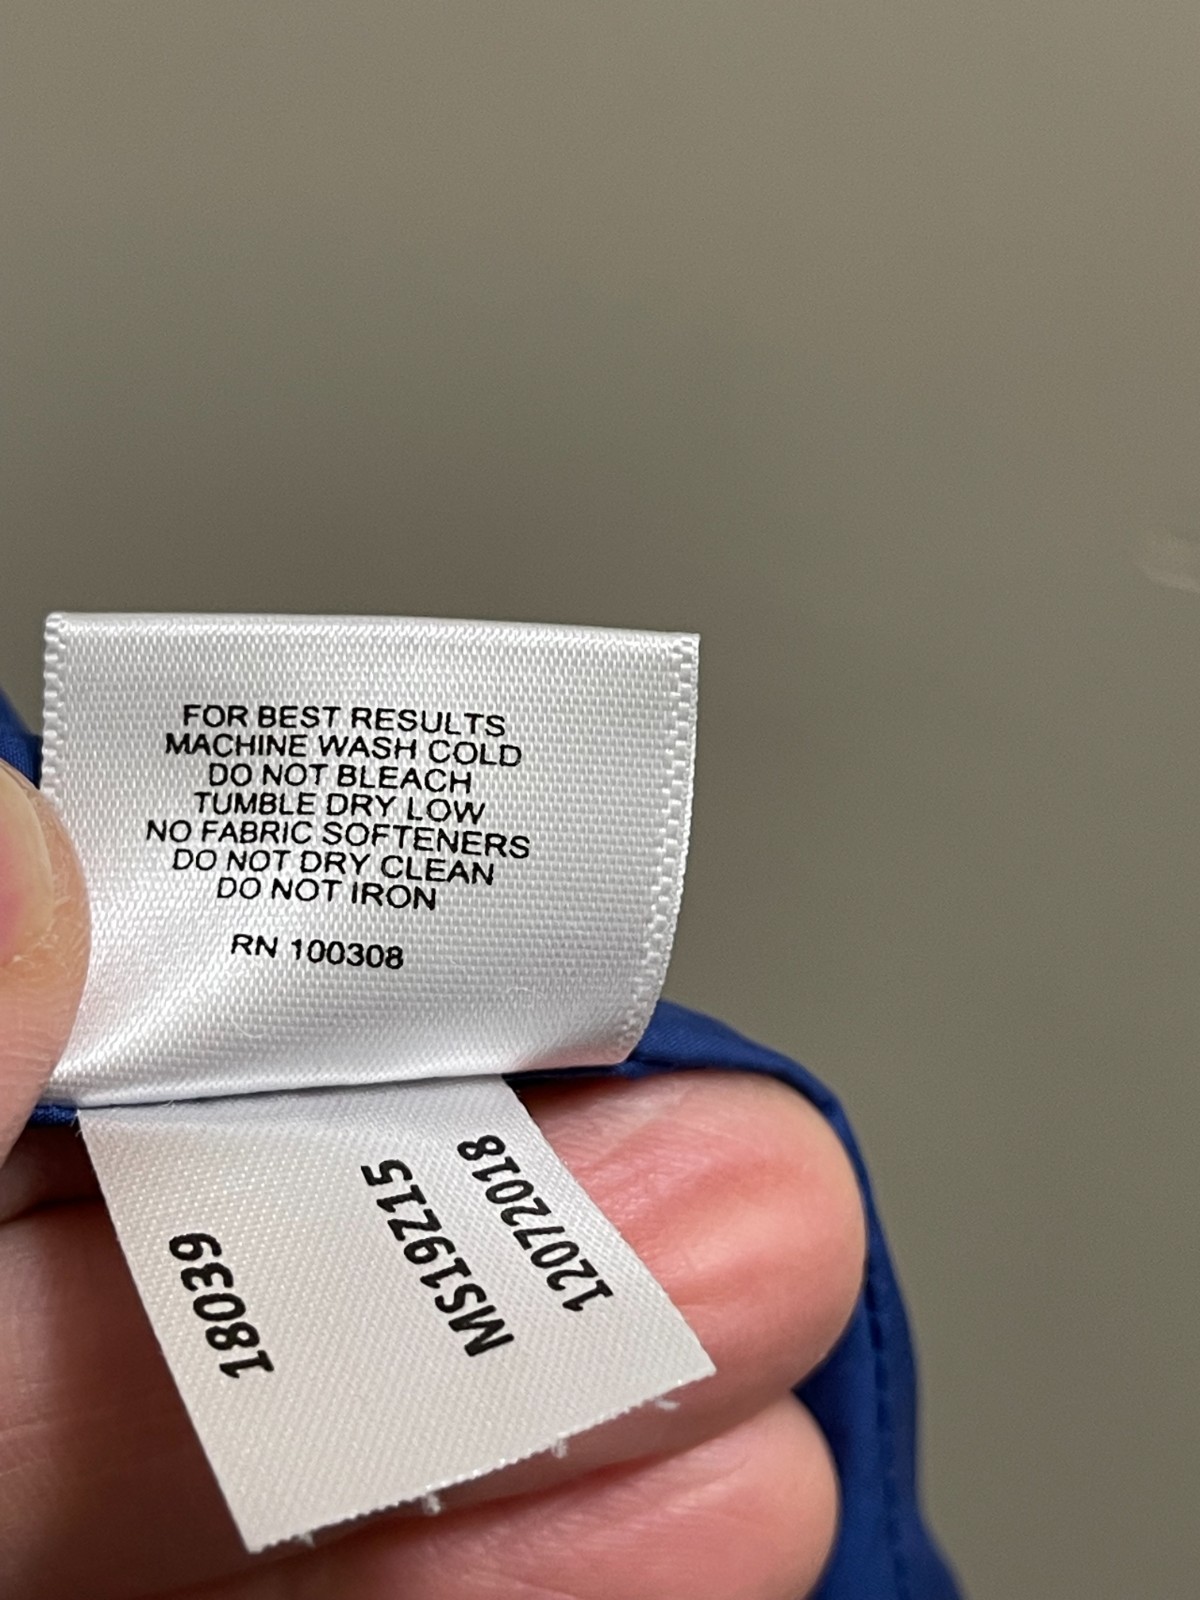 FOR BEST RESULTS
MACHINE WASH COLD
DO NOT BLEACH
TUMBLE DRY LOW
NO FABRIC SOFTENERS
DO NOT DRY CLEAN
DO NOT IRON
RN 100308
18039
MS19Z15
12072018